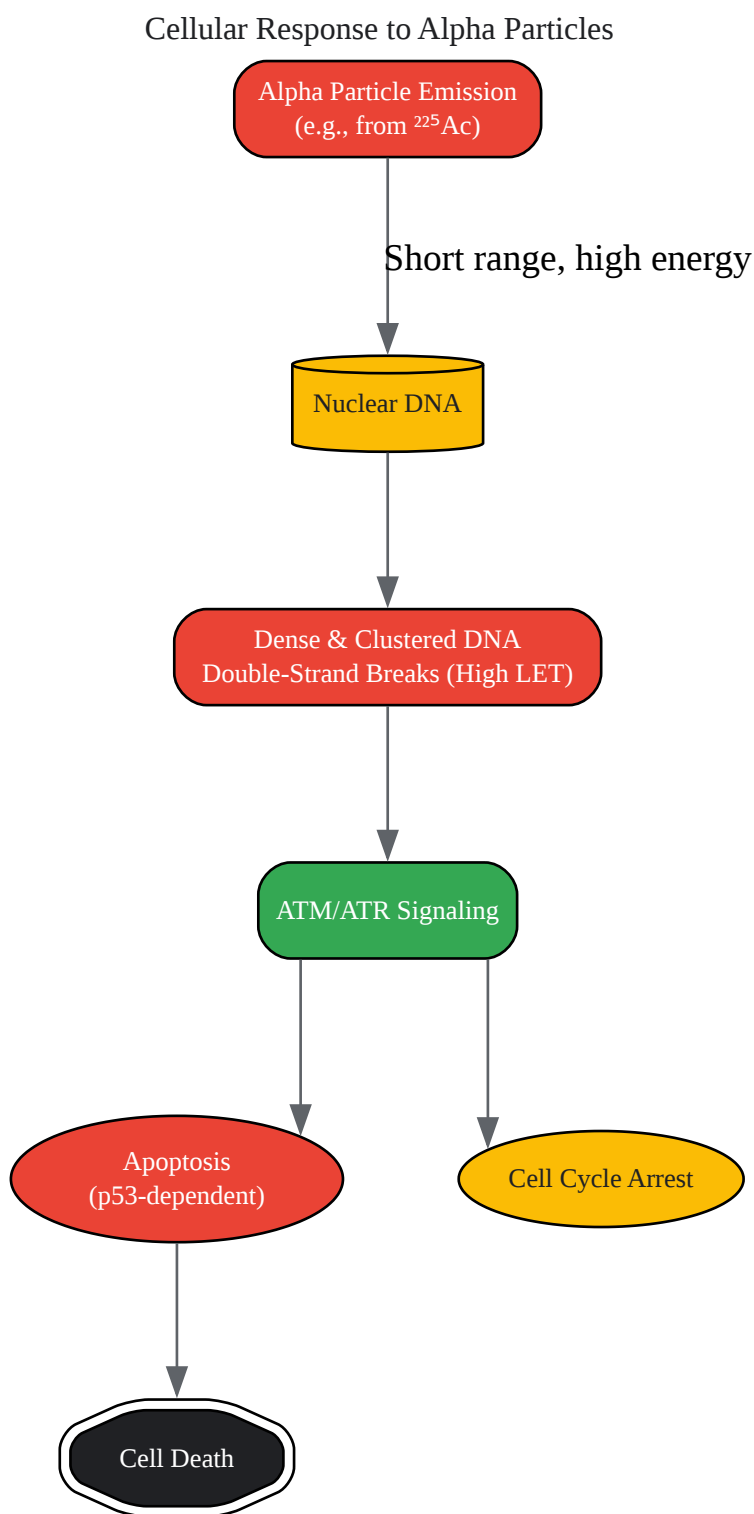 Cellular Response to Alpha Particles
Alpha Particle Emission
(e.g., from ²²⁵Ac)
Short range, high energy
Nuclear DNA
Dense & Clustered DNA
Double-Strand Breaks (High LET)
ATM/ATR Signaling
Apoptosis
(p53-dependent)
Cell Cycle Arrest
Cell Death